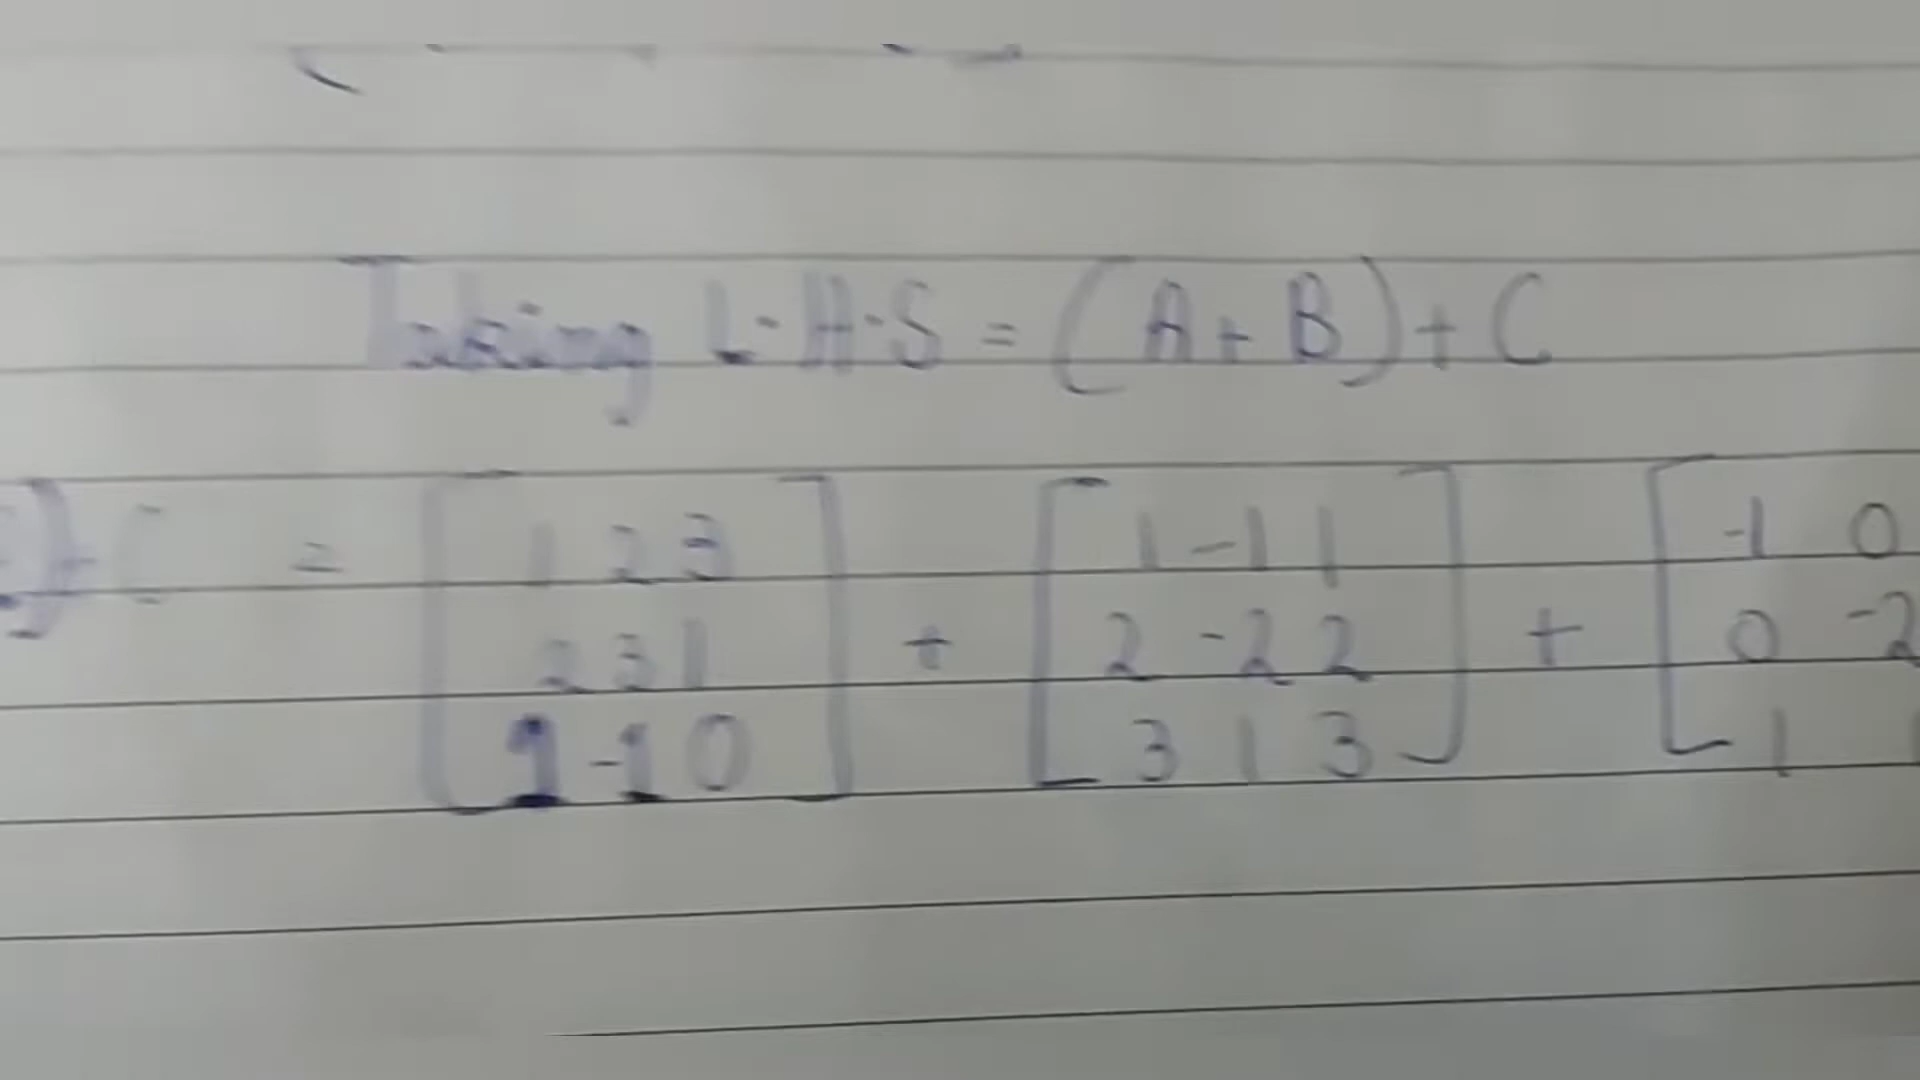 Taking L.H.S = (A + B) + C
) + C = [ 1 2 3 ] + [ 1 -1 1 ] + [ -1 0
2 3 1 2 -2 2 0 -2
1 -1 0 3 1 3 1 1